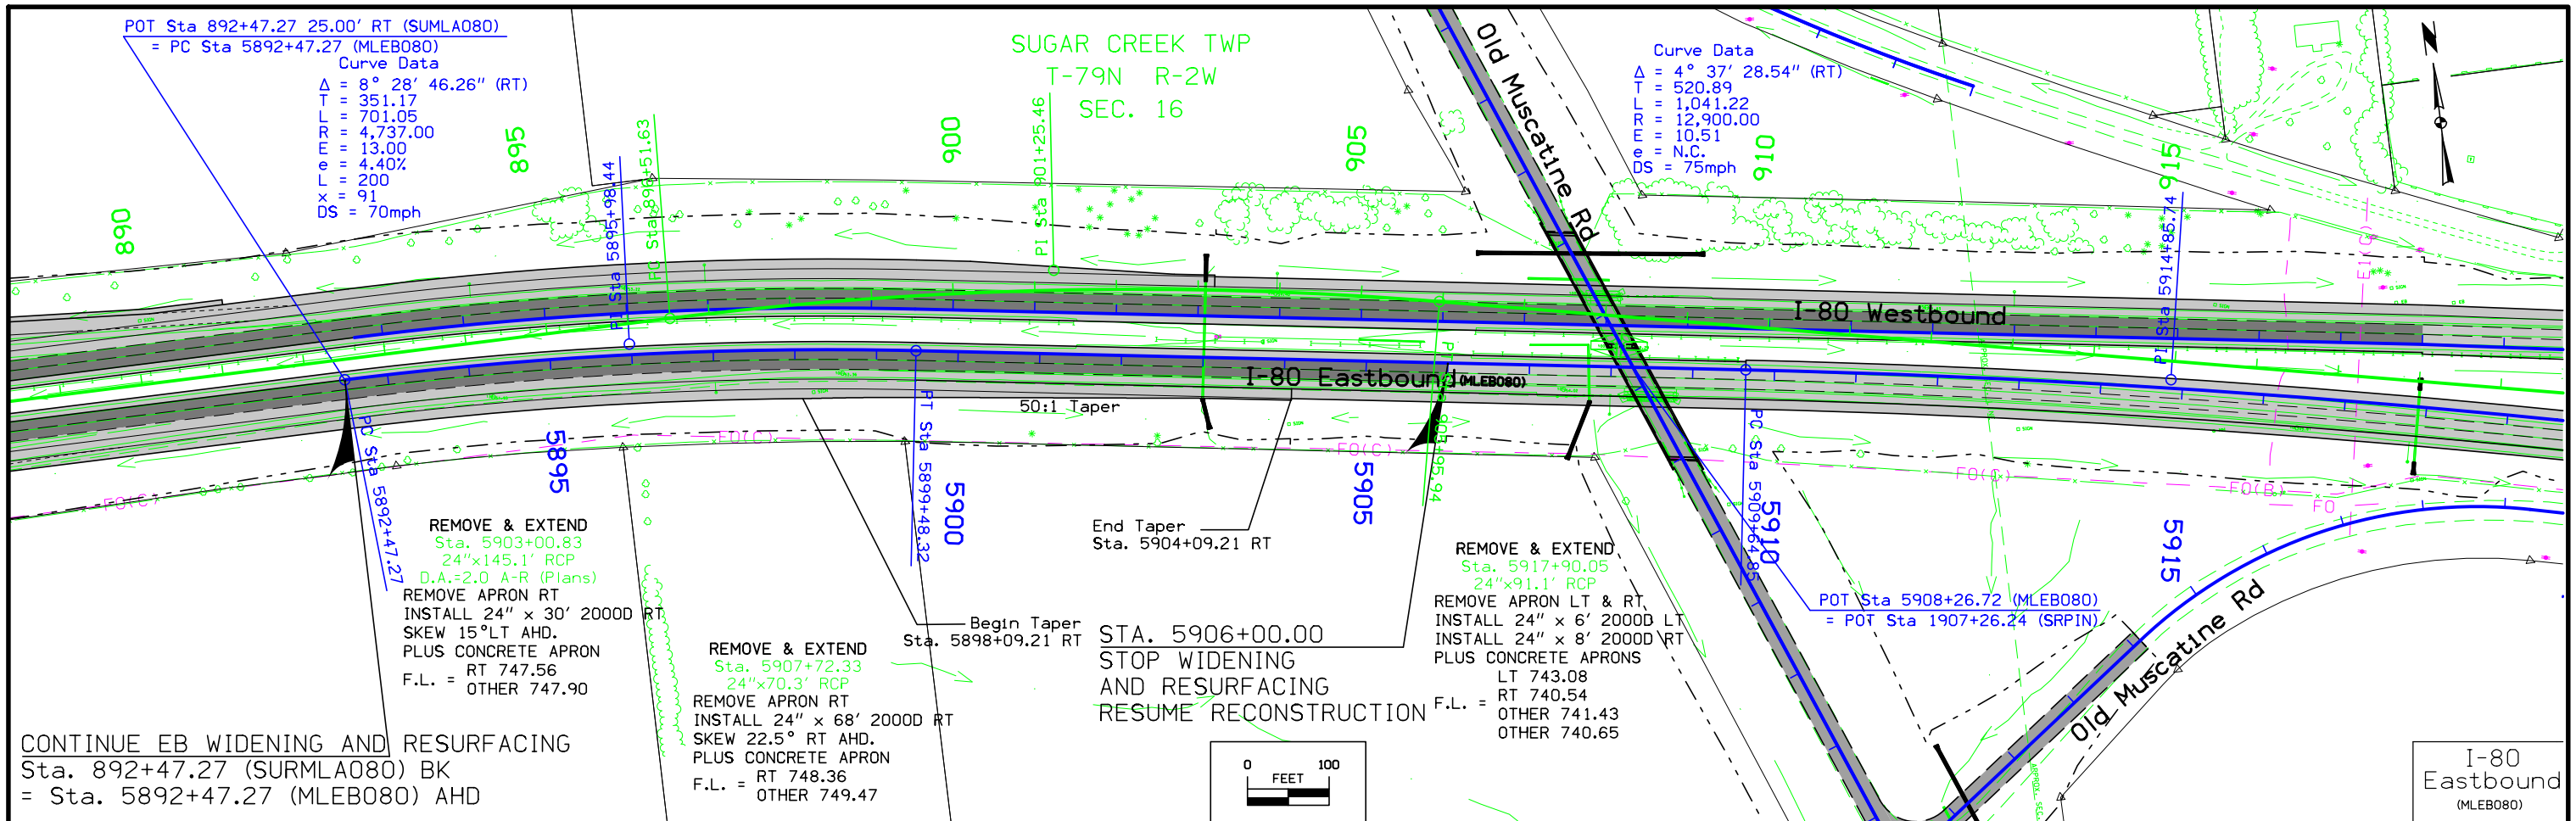 POT Sta 892+47.27 25.00' RT (SUMLA080)
= PC Sta 5892+47.27 (MLEB080)
Curve Data
Δ = 8° 28' 46.26" (RT)
T = 351.17
L = 701.05
R = 4,737.00
E = 13.00
e = 4.40%
L = 200
x = 91
DS = 70mph
SUGAR CREEK TWP
T-79N R-2W
SEC. 16
Curve Data
Δ = 4° 37' 28.54" (RT)
T = 520.89
L = 1,041.22
R = 12,900.00
E = 10.51
e = N.C.
DS = 75mph
Old Muscatine Rd
890
895
900
905
910
915
PI Sta 5895+98.44
PC Sta 896+51.63
PI Sta 901+25.46
PI Sta 5914+85.74
E1(C)
I-80 Westbound
I-80 Eastbound (MLEB080)
50:1 Taper
FO(C)
FO(C)
FO(C)
FO(C)
FO(B)
FO
PC Sta 5892+47.27
PT Sta 5899+48.32
PC Sta 5909+64.85
5895
5900
5905
5910
5915
REMOVE & EXTEND
Sta. 5903+00.83
24"x145.1' RCP
D.A.=2.0 A-R (Plans)
REMOVE APRON RT
INSTALL 24" x 30' 2000D RT
SKEW 15°LT AHD.
PLUS CONCRETE APRON
F.L. = RT 747.56
OTHER 747.90
REMOVE & EXTEND
Sta. 5907+72.33
24"x70.3' RCP
REMOVE APRON RT
INSTALL 24" x 68' 2000D RT
SKEW 22.5° RT AHD.
PLUS CONCRETE APRON
F.L. = RT 748.36
OTHER 749.47
Begin Taper
Sta. 5898+09.21 RT
End Taper
Sta. 5904+09.21 RT
STA. 5906+00.00
STOP WIDENING
AND RESURFACING
RESUME RECONSTRUCTION
REMOVE & EXTEND
Sta. 5917+90.05
24"x91.1' RCP
REMOVE APRON LT & RT
INSTALL 24" x 6' 2000D LT
INSTALL 24" x 8' 2000D RT
PLUS CONCRETE APRONS
LT 743.08
RT 740.54
F.L. = OTHER 741.43
OTHER 740.65
POT Sta 5908+26.72 (MLEB080)
= POT Sta 1907+26.24 (SRPIN)
Old Muscatine Rd
CONTINUE EB WIDENING AND RESURFACING
Sta. 892+47.27 (SURMLA080) BK
= Sta. 5892+47.27 (MLEB080) AHD
0 100
FEET
I-80
Eastbound
(MLEB080)